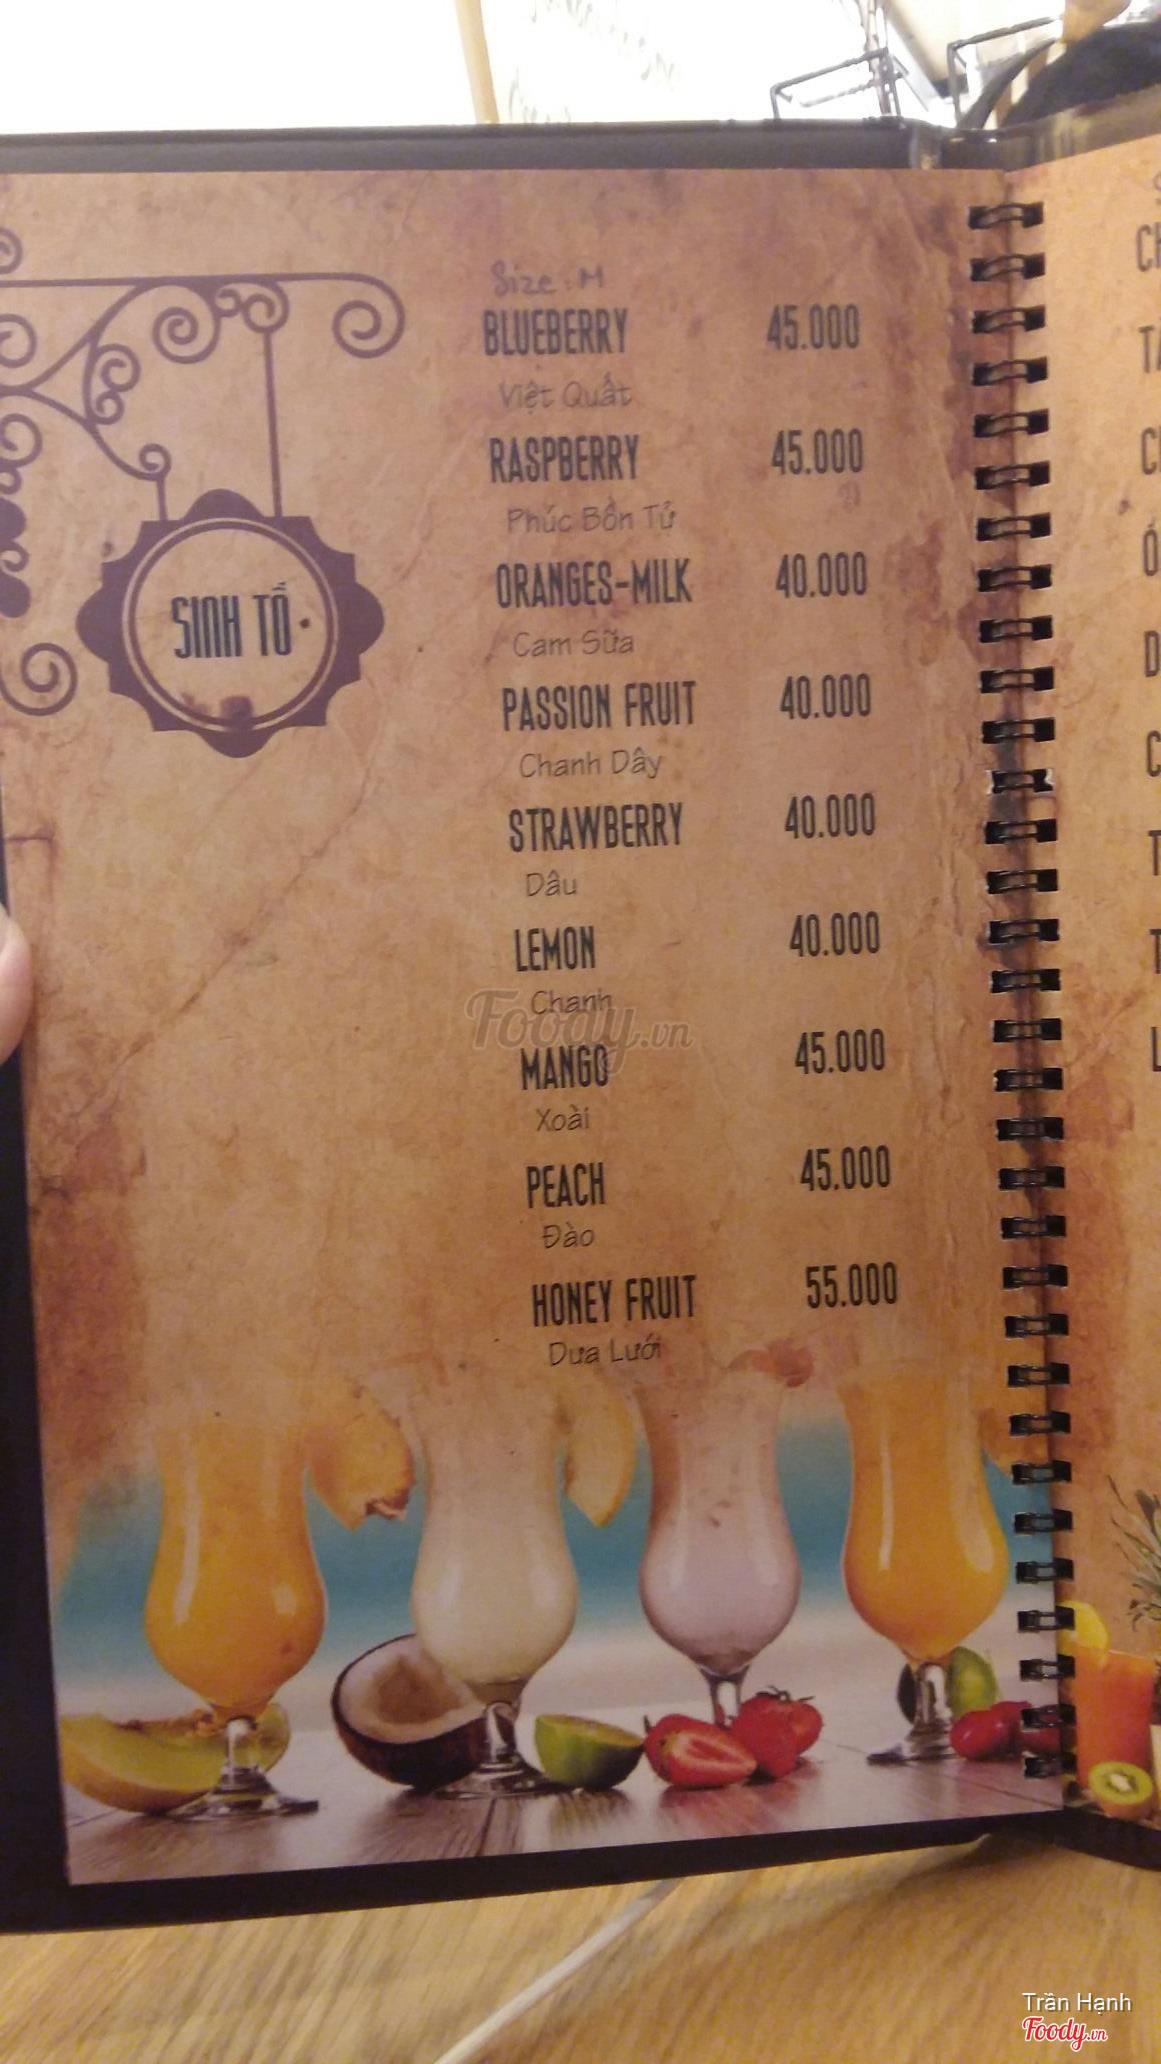 Size : M
BLUEBERRY 45.000
Việt Quất
RASPBERRY 45.000
Phúc Bồn Tử
ORANGES-MILK 40.000
Cam Sữa
SINH TỐ
PASSION FRUIT 40.000
Chanh Dây
STRAWBERRY 40.000
Dâu
LEMON 40.000
Chanh
Foody.vn
MANGO 45.000
Xoài
PEACH 45.000
Đào
HONEY FRUIT 55.000
Dưa Lưới
Trần Hạnh
Foody.vn